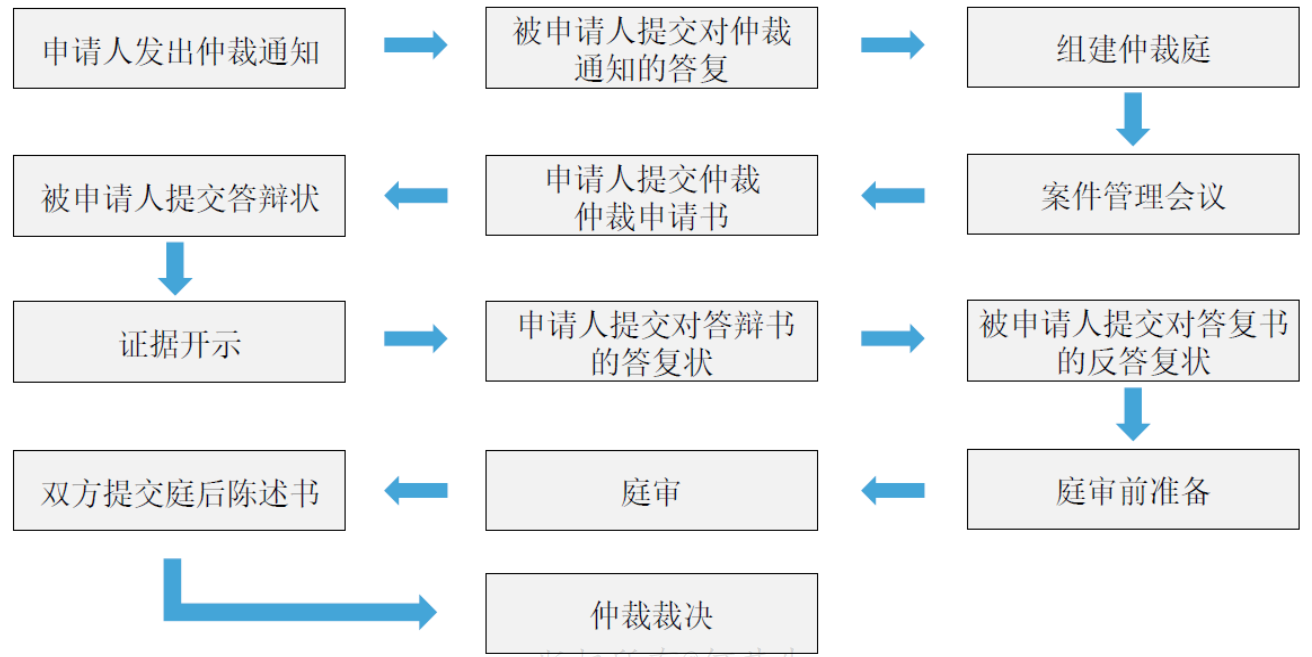 申请人发出仲裁通知
被申请人提交对仲裁
通知的答复
组建仲裁庭
案件管理会议
申请人提交仲裁
仲裁申请书
被申请人提交答辩状
证据开示
申请人提交对答辩书
的答复状
被申请人提交对答复书
的反答复状
庭审前准备
庭审
双方提交庭后陈述书
仲裁裁决